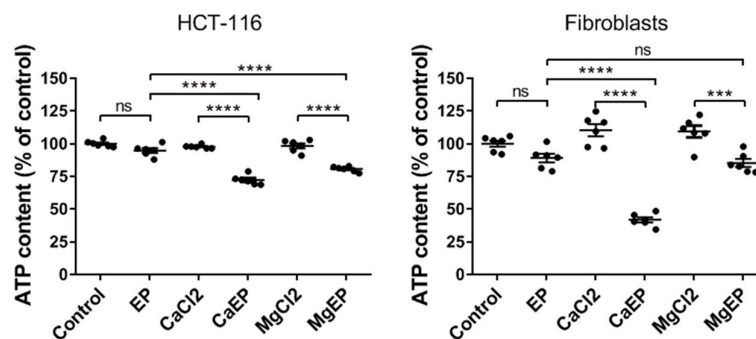 HCT-116
ATP content (% of control)
150
125
100
75
50
25
0
ns
****
****
****
****
Control
EP
CaCl2
CaEP
MgCl2
MgEP
Fibroblasts
ATP content (% of control)
150
125
100
75
50
25
0
ns
ns
****
****
***
Control
EP
CaCl2
CaEP
MgCl2
MgEP